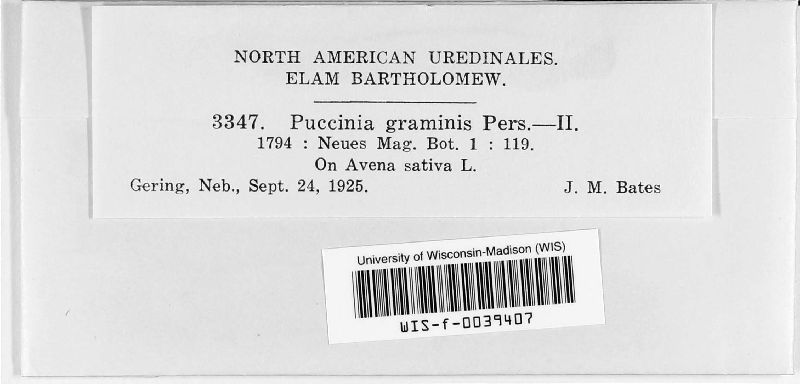 NORTH AMERICAN UREDINALES.
ELAM BARTHOLOMEW.
3347. Puccinia graminis Pers.—II.
1794 : Neues Mag. Bot. 1 : 119.
On Avena sativa L.
Gering, Neb., Sept. 24, 1925. J. M. Bates
University of Wisconsin-Madison (WIS)
WIS-f-0039407